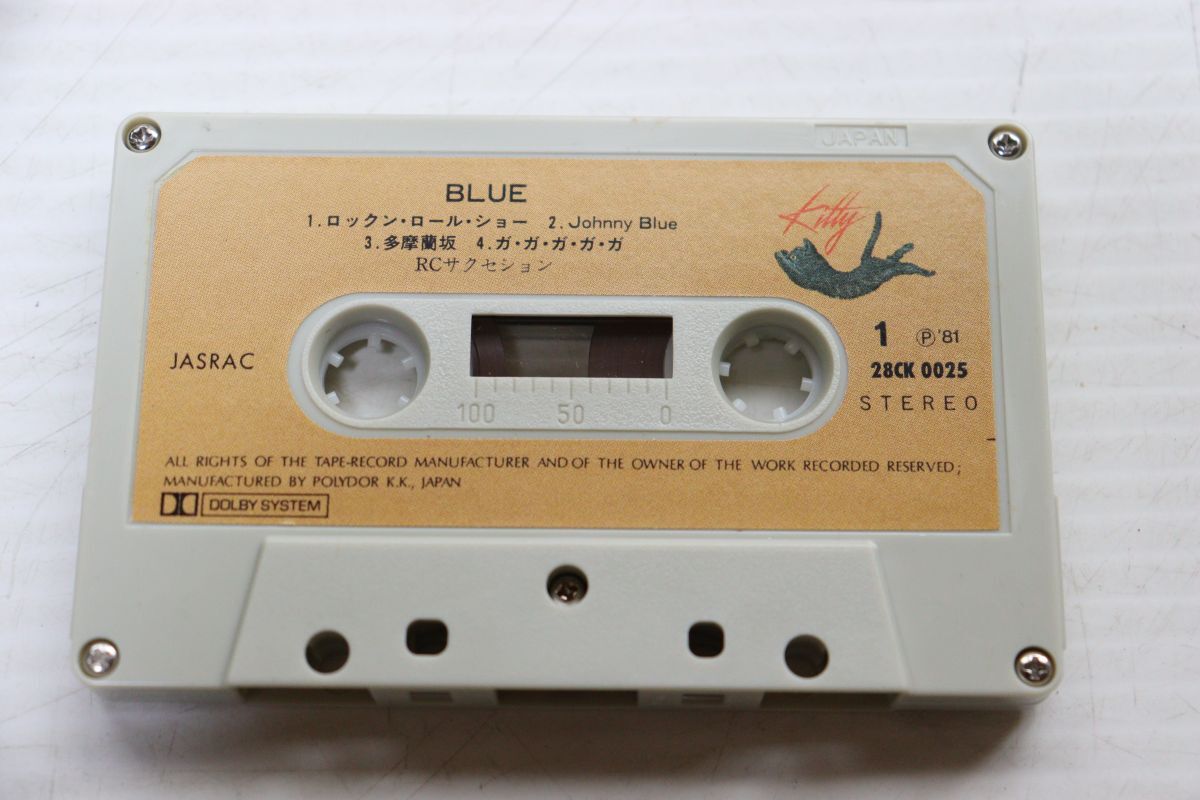 JAPAN
BLUE
1.ロックン・ロール・ショー 2.Johnny Blue
3.多摩蘭坂 4.ガ・ガ・ガ・ガ・ガ
RCサクセション
Kitty
JASRAC
1 Ⓟ'81
28CK 0025
STEREO
100 50 0
ALL RIGHTS OF THE TAPE-RECORD MANUFACTURER AND OF THE OWNER OF THE WORK RECORDED RESERVED;
MANUFACTURED BY POLYDOR K.K., JAPAN
DOLBY SYSTEM